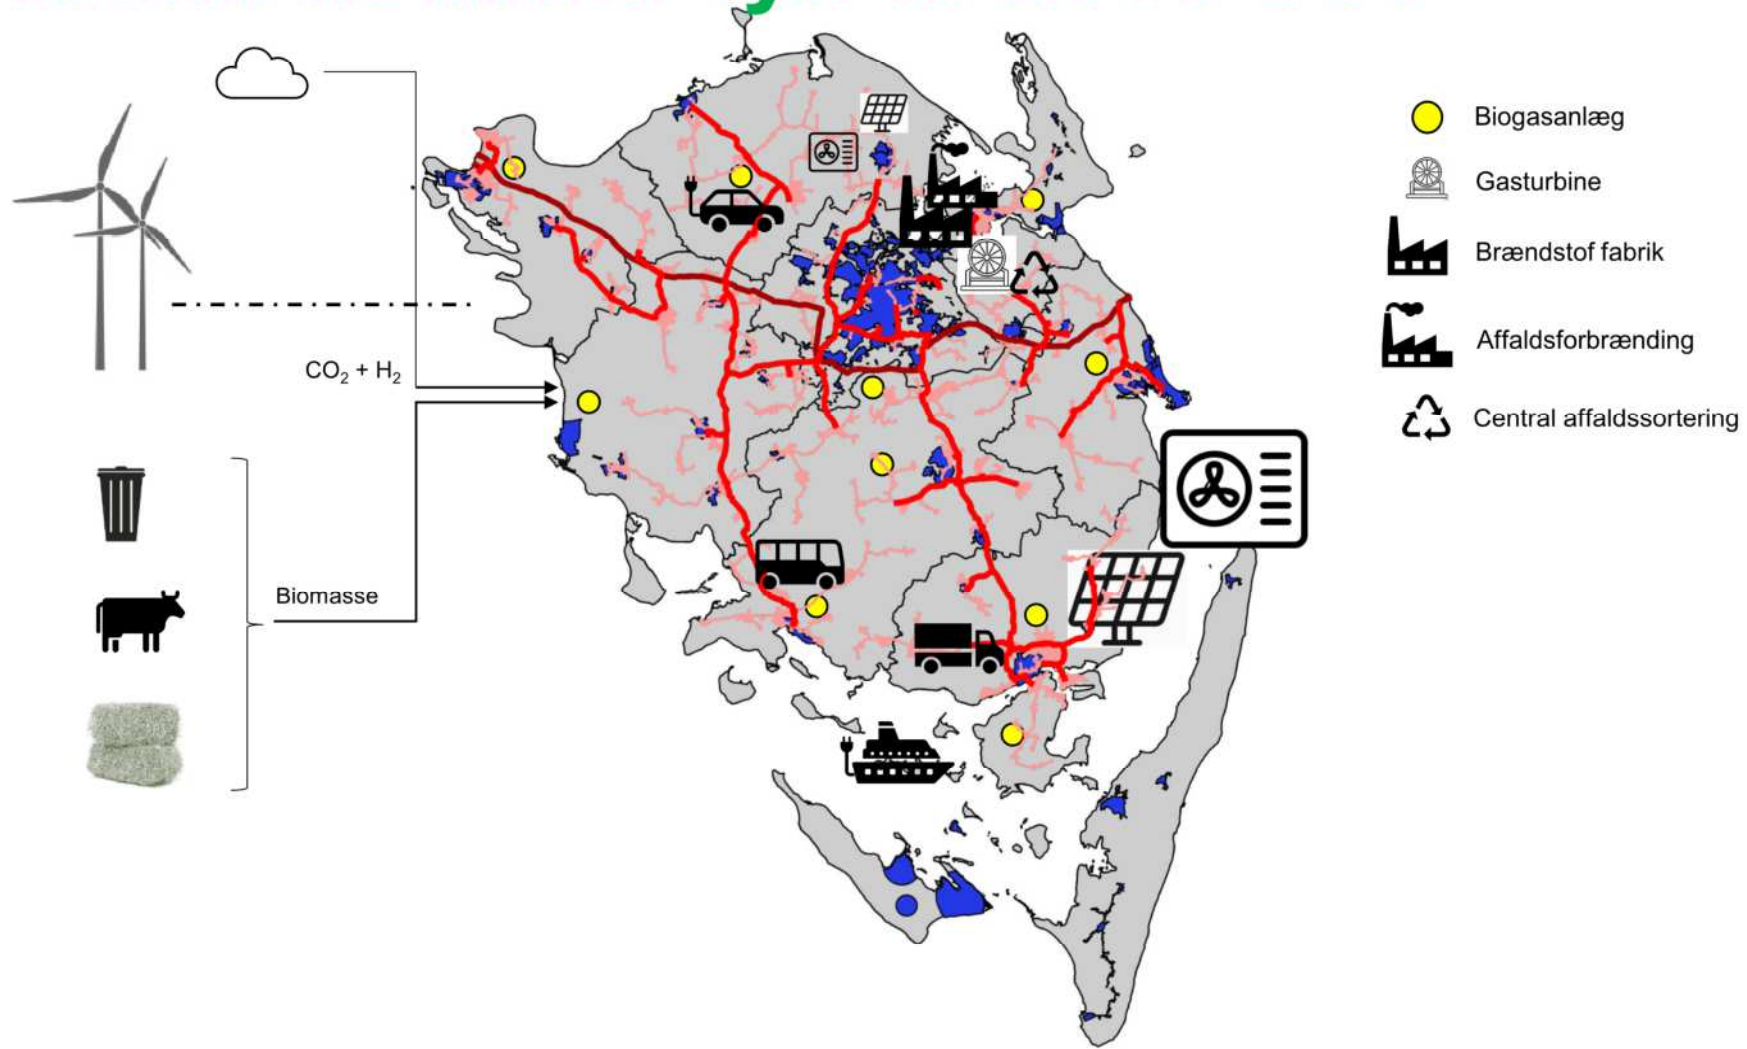 Biogasanlæg
Gasturbine
Brændstof fabrik
Affaldsforbrænding
Central affaldssortering
CO₂ + H₂
Biomasse